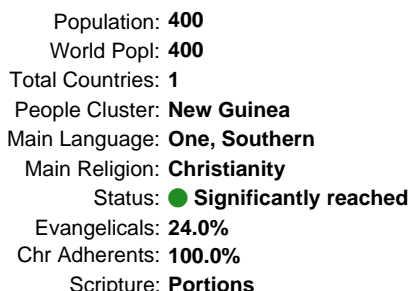 Population: 400
World Popl: 400
Total Countries: 1
People Cluster: New Guinea
Main Language: One, Southern
Main Religion: Christianity
Status: Significantly reached
Evangelicals: 24.0%
Chr Adherents: 100.0%
Scripture: Portions